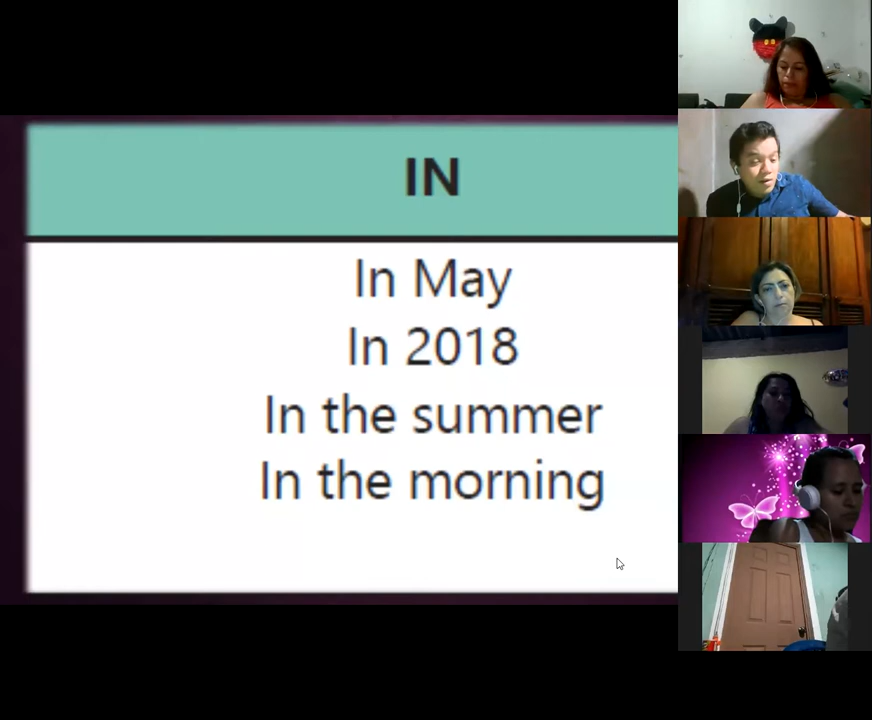 IN
In May
In 2018
In the summer
In the morning